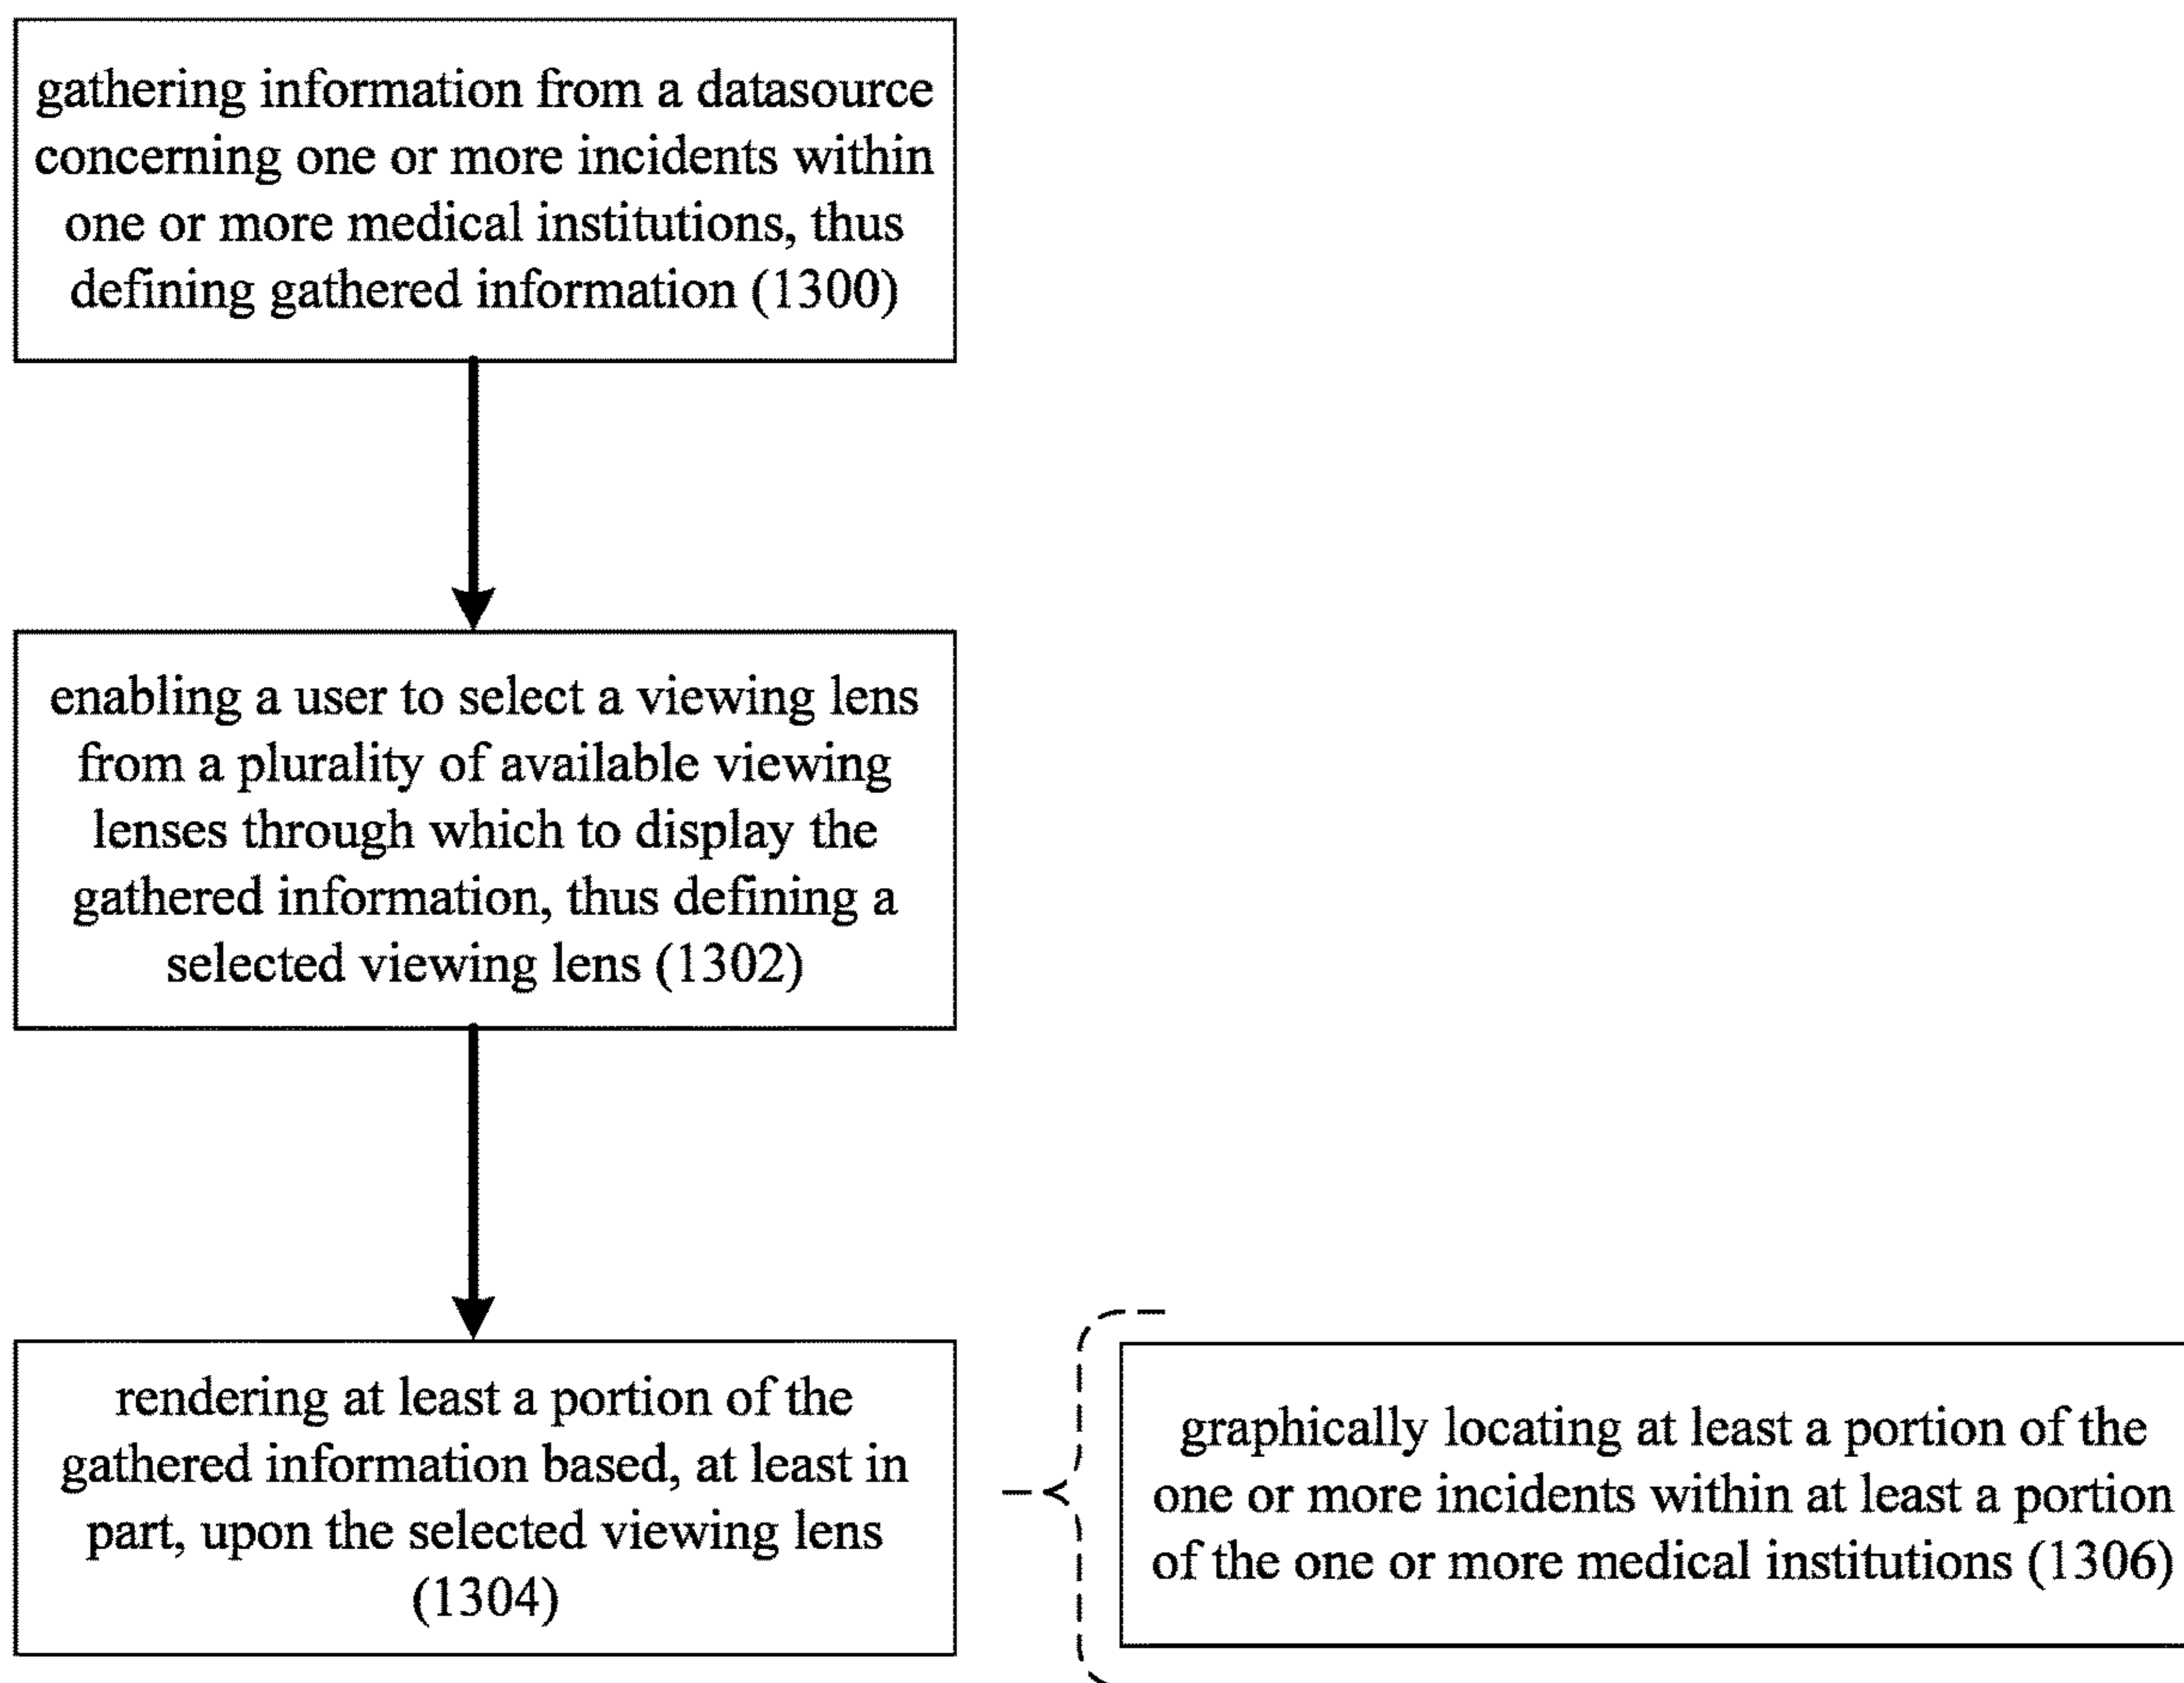 gathering information from a datasource
concerning one or more incidents within
one or more medical institutions, thus
defining gathered information (1300)
enabling a user to select a viewing lens
from a plurality of available viewing
lenses through which to display the
gathered information, thus defining a
selected viewing lens (1302)
rendering at least a portion of the
gathered information based, at least in
part, upon the selected viewing lens
(1304)
graphically locating at least a portion of the
one or more incidents within at least a portion
of the one or more medical institutions (1306)